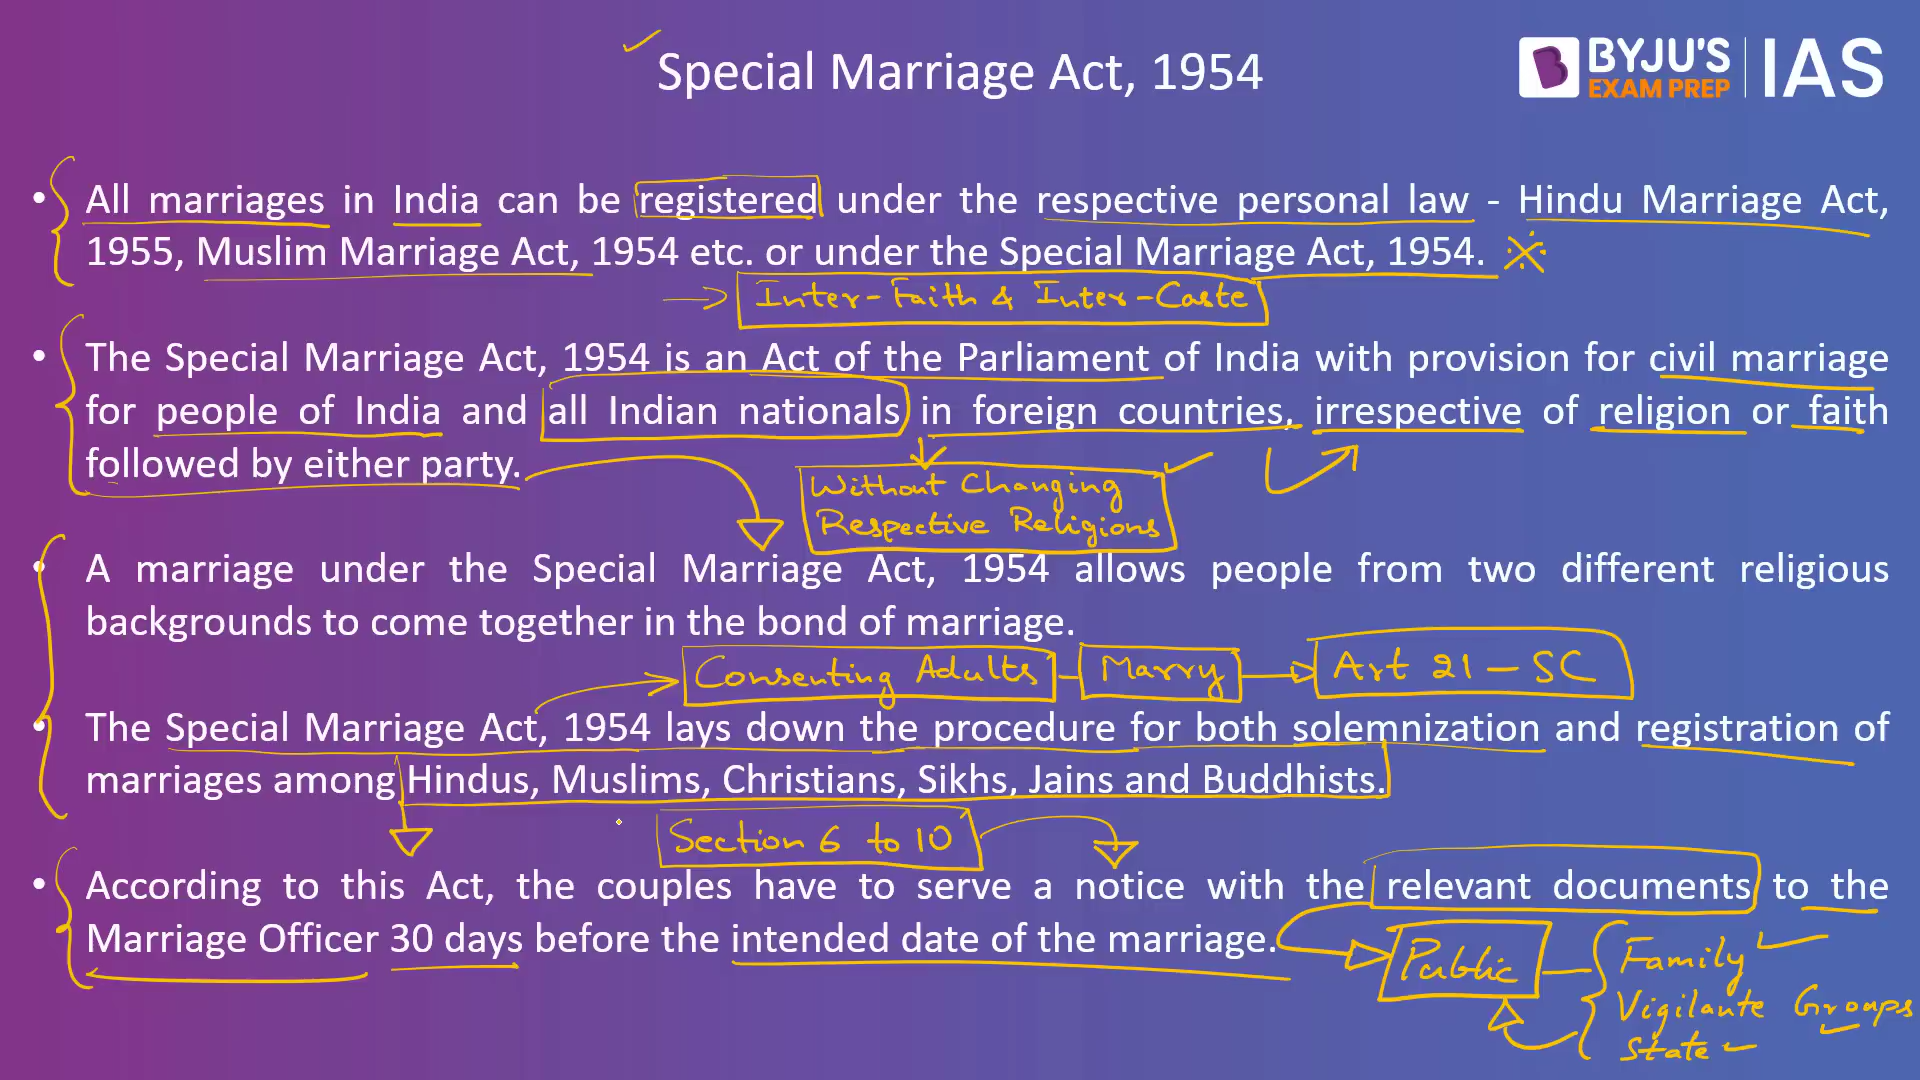 Special Marriage Act, 1954
BYJU'S
EXAM PREP
IAS
• All marriages in India can be registered under the respective personal law - Hindu Marriage Act,
1955, Muslim Marriage Act, 1954 etc. or under the Special Marriage Act, 1954.
Inter-Faith & Inter-Caste
• The Special Marriage Act, 1954 is an Act of the Parliament of India with provision for civil marriage
for people of India and all Indian nationals in foreign countries, irrespective of religion or faith
followed by either party.
Without Changing
Respective Religions
• A marriage under the Special Marriage Act, 1954 allows people from two different religious
backgrounds to come together in the bond of marriage.
Consenting Adults - Marry → Art 21 - SC
• The Special Marriage Act, 1954 lays down the procedure for both solemnization and registration of
marriages among Hindus, Muslims, Christians, Sikhs, Jains and Buddhists.
Section 6 to 10
• According to this Act, the couples have to serve a notice with the relevant documents to the
Marriage Officer 30 days before the intended date of the marriage.
Public
Family
Vigilante Groups
State